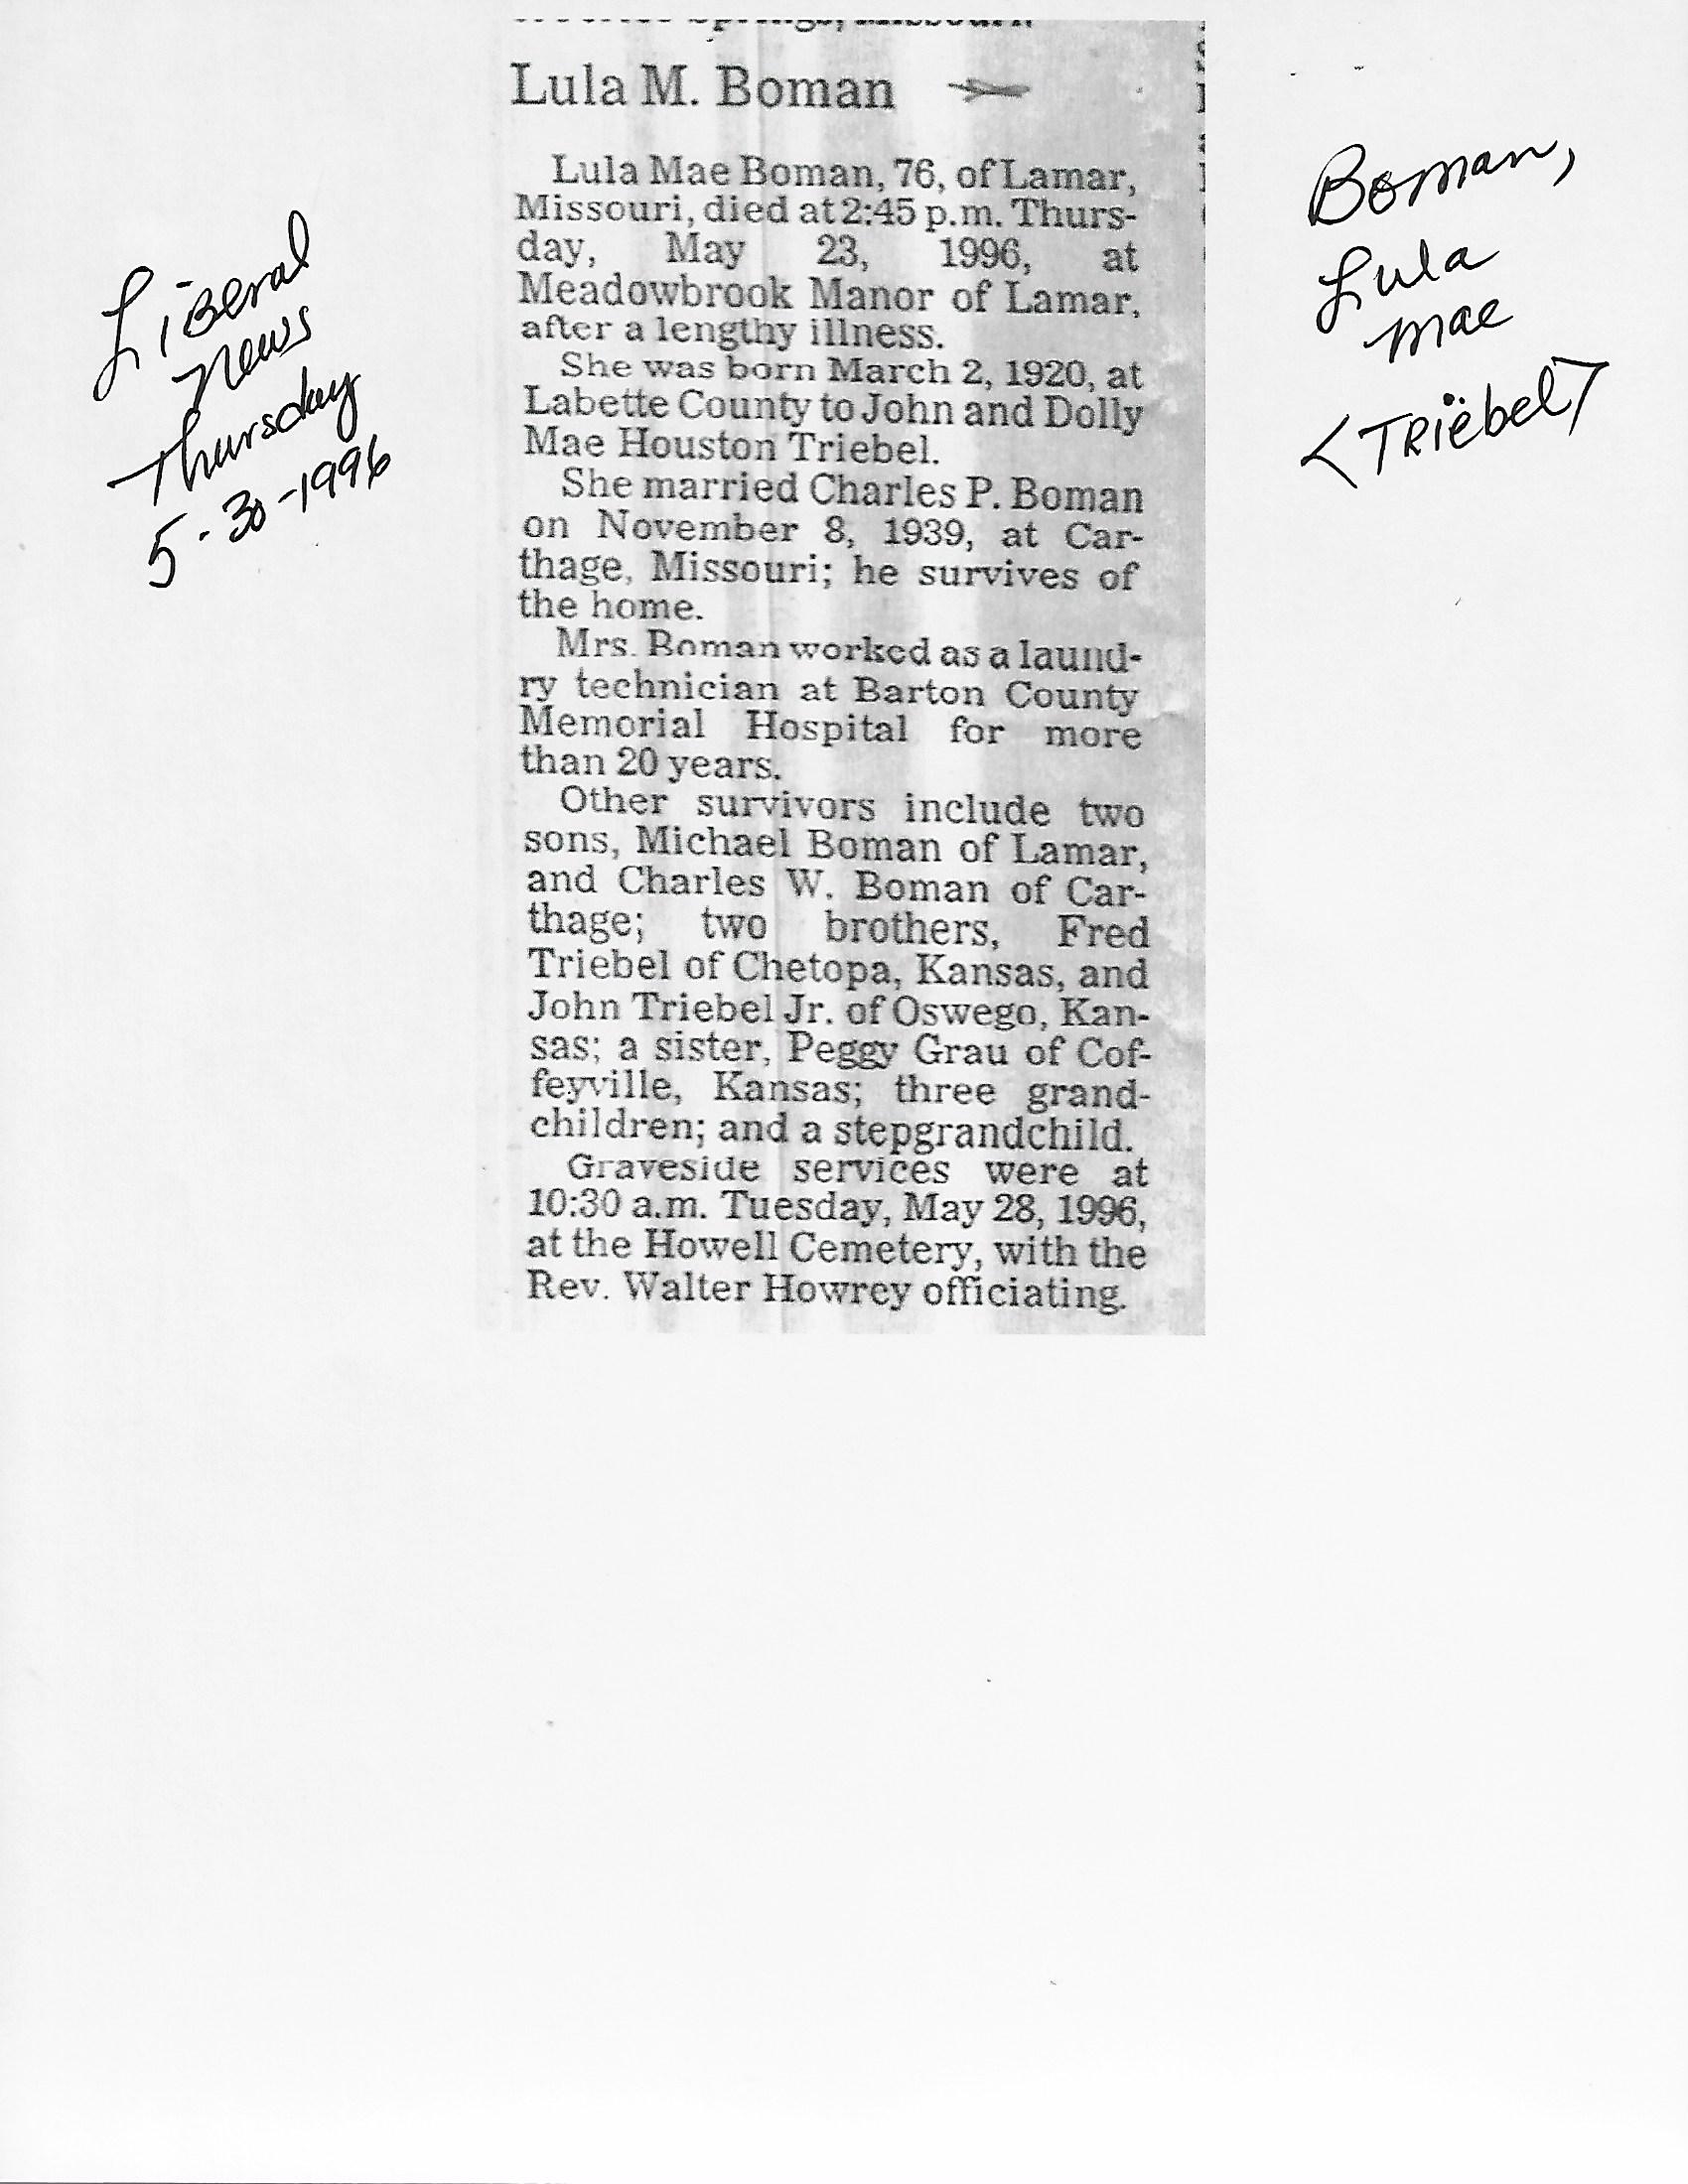 Springs, Missouri.
Lula M. Boman
Lula Mae Boman, 76, of Lamar,
Missouri, died at 2:45 p.m. Thurs-
day, May 23, 1996, at
Meadowbrook Manor of Lamar,
after a lengthy illness.
She was born March 2, 1920, at
Labette County to John and Dolly
Mae Houston Triebel.
She married Charles P. Boman
on November 8, 1939, at Car-
thage, Missouri; he survives of
the home.
Mrs. Boman worked as a laund-
ry technician at Barton County
Memorial Hospital for more
than 20 years.
Other survivors include two
sons, Michael Boman of Lamar,
and Charles W. Boman of Car-
thage; two brothers, Fred
Triebel of Chetopa, Kansas, and
John Triebel Jr. of Oswego, Kan-
sas; a sister, Peggy Grau of Cof-
feyville, Kansas; three grand-
children; and a stepgrandchild.
Graveside services were at
10:30 a.m. Tuesday, May 28, 1996,
at the Howell Cemetery, with the
Rev. Walter Howrey officiating.
Liberal
News
Thursday
5-30-1996
Boman,
Lula
Mae
<Triebel>